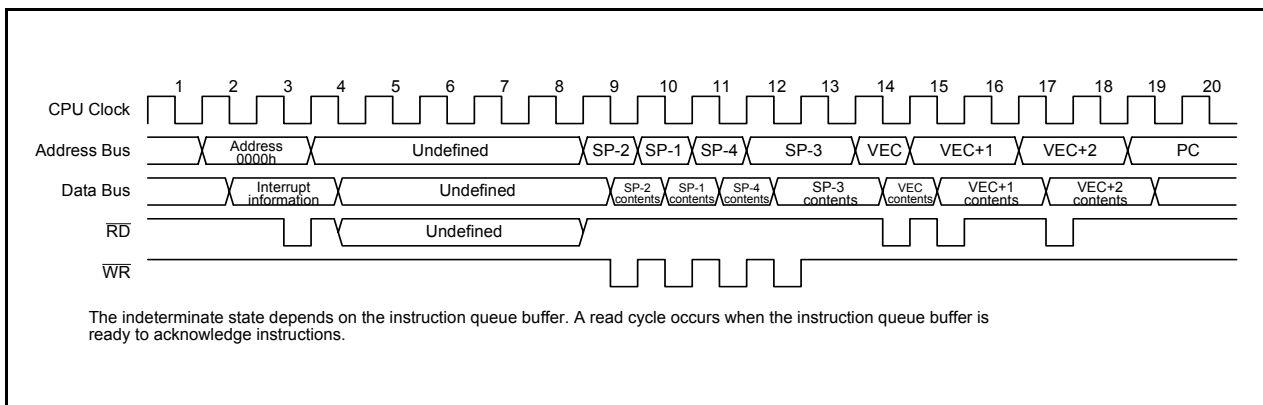 1 2 3 4 5 6 7 8 9 10 11 12 13 14 15 16 17 18 19 20
CPU Clock
Address Bus Address 0000h Undefined SP-2 SP-1 SP-4 SP-3 VEC VEC+1 VEC+2 PC
Data Bus Interrupt information Undefined SP-2 contents SP-1 contents SP-4 contents SP-3 contents VEC contents VEC+1 contents VEC+2 contents
RD Undefined
WR
The indeterminate state depends on the instruction queue buffer. A read cycle occurs when the instruction queue buffer is
ready to acknowledge instructions.